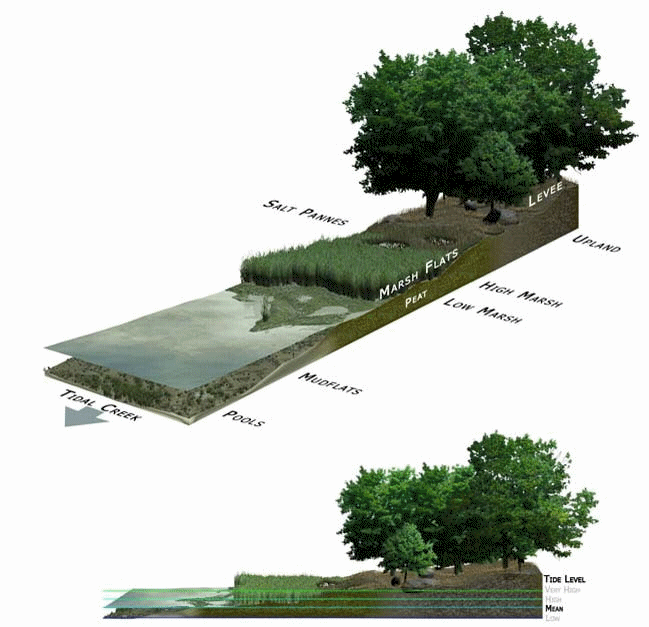 Levee
Salt Pannes
Upland
Marsh Flats
Peat
High Marsh
Low Marsh
Mudflats
Tidal Creek
Pools
Tide Level
Very High
High
Mean
Low